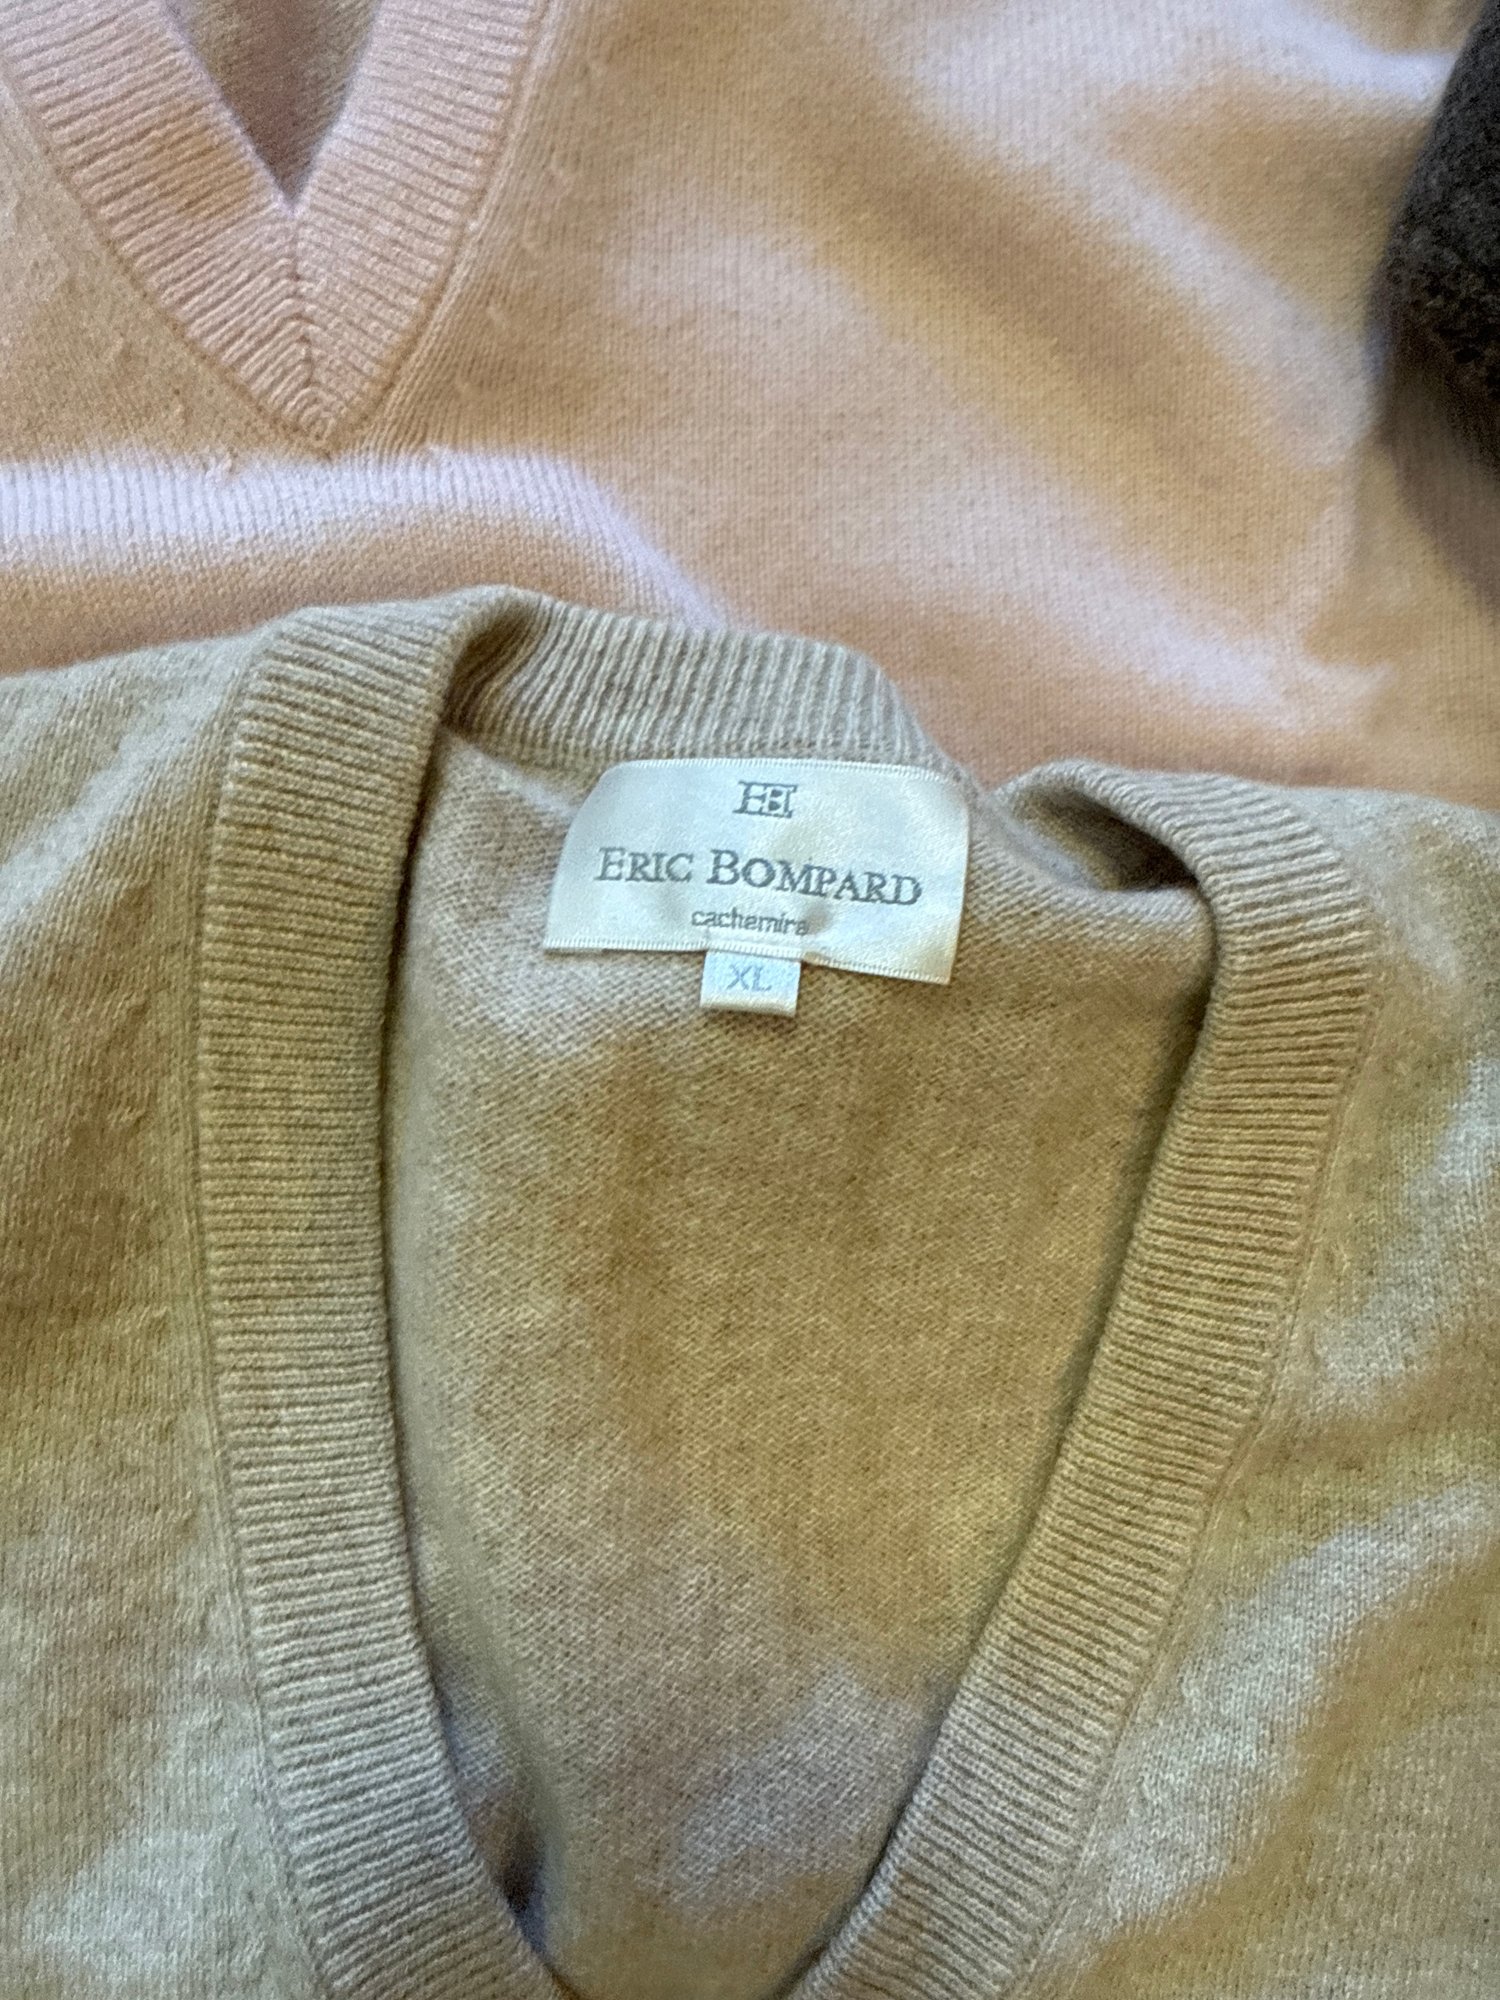 EB
ERIC BOMPARD
cachemire
XL